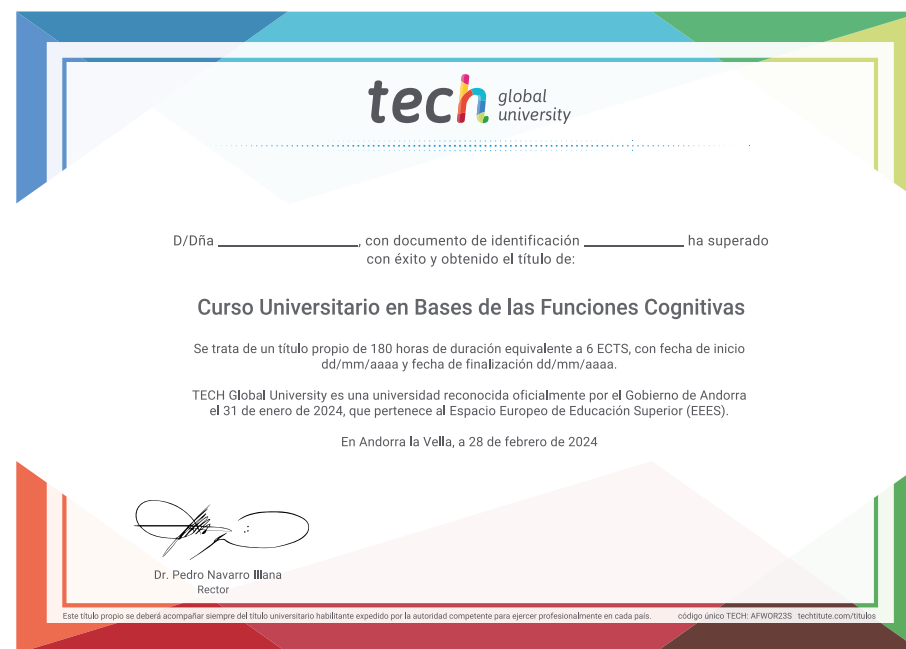 tech global university
D/Dña ____________________, con documento de identificación ______________ ha superado
con éxito y obtenido el título de:
Curso Universitario en Bases de las Funciones Cognitivas
Se trata de un título propio de 180 horas de duración equivalente a 6 ECTS, con fecha de inicio
dd/mm/aaaa y fecha de finalización dd/mm/aaaa.
TECH Global University es una universidad reconocida oficialmente por el Gobierno de Andorra
el 31 de enero de 2024, que pertenece al Espacio Europeo de Educación Superior (EEES).
En Andorra la Vella, a 28 de febrero de 2024
Dr. Pedro Navarro Illana
Rector
Este título propio se deberá acompañar siempre del título universitario habilitante expedido por la autoridad competente para ejercer profesionalmente en cada país. código único TECH: AFWOR23S techtitute.com/titulos